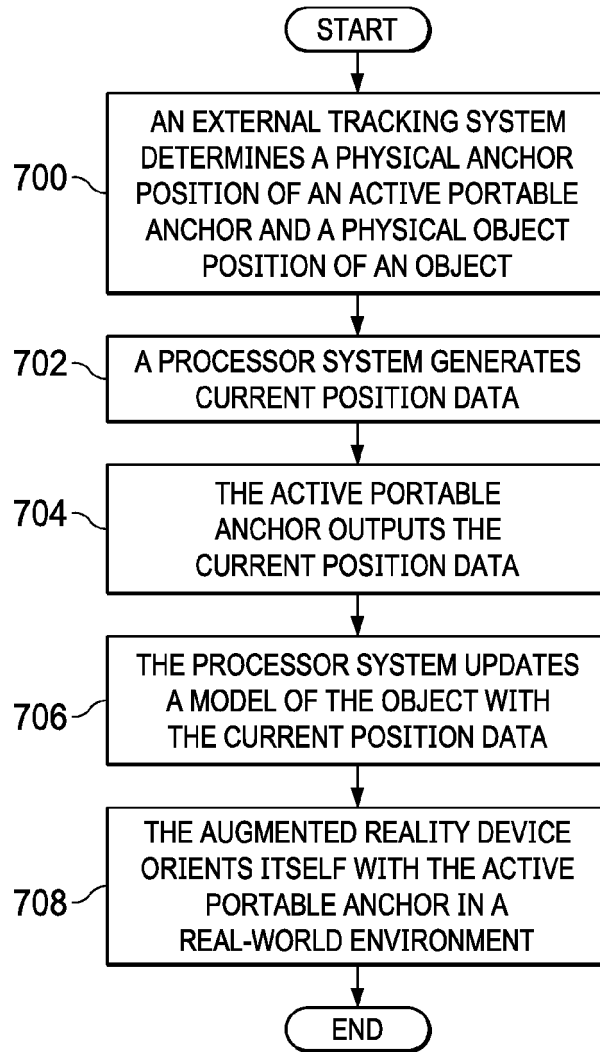 START
700
AN EXTERNAL TRACKING SYSTEM
DETERMINES A PHYSICAL ANCHOR
POSITION OF AN ACTIVE PORTABLE
ANCHOR AND A PHYSICAL OBJECT
POSITION OF AN OBJECT
702
A PROCESSOR SYSTEM GENERATES
CURRENT POSITION DATA
704
THE ACTIVE PORTABLE
ANCHOR OUTPUTS THE
CURRENT POSITION DATA
706
THE PROCESSOR SYSTEM UPDATES
A MODEL OF THE OBJECT WITH
THE CURRENT POSITION DATA
708
THE AUGMENTED REALITY DEVICE
ORIENTS ITSELF WITH THE ACTIVE
PORTABLE ANCHOR IN A
REAL-WORLD ENVIRONMENT
END